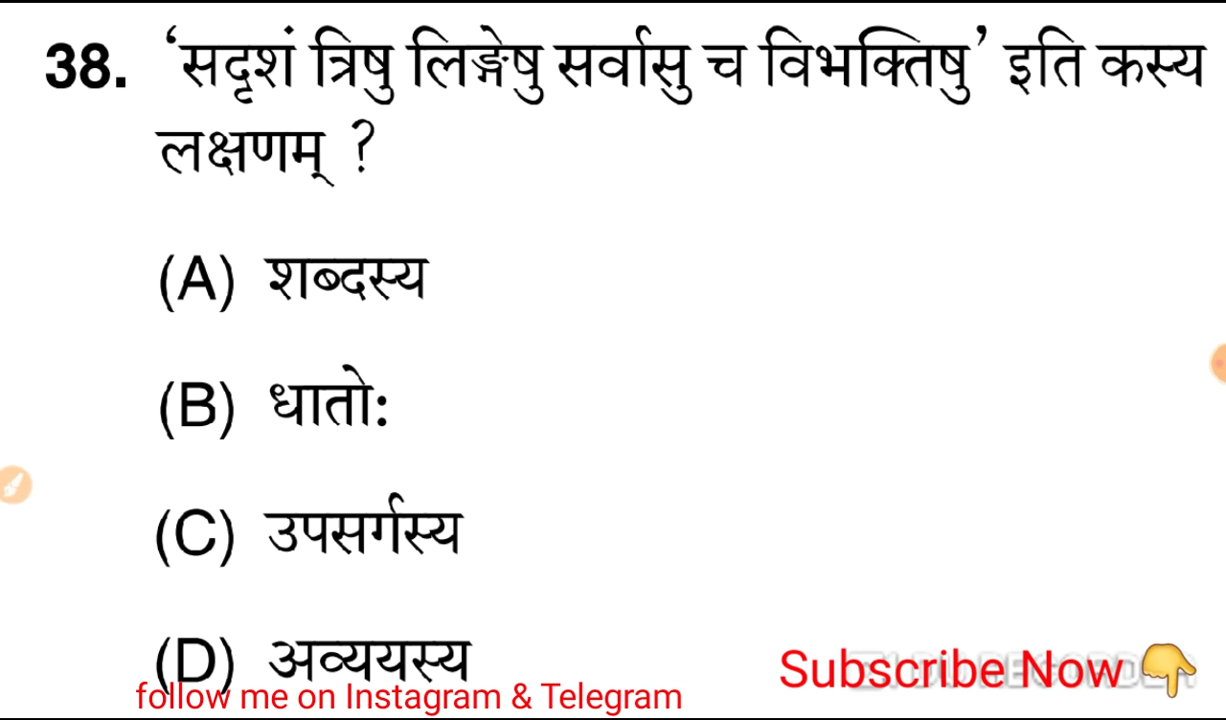 38. ‘सदृशं त्रिषु लिङ्गेषु सर्वासु च विभक्तिषु’ इति कस्य
लक्षणम् ?
(A) शब्दस्य
(B) धातोः
(C) उपसर्गस्य
(D) अव्ययस्य
Subscribe Now 👇
follow me on Instagram & Telegram